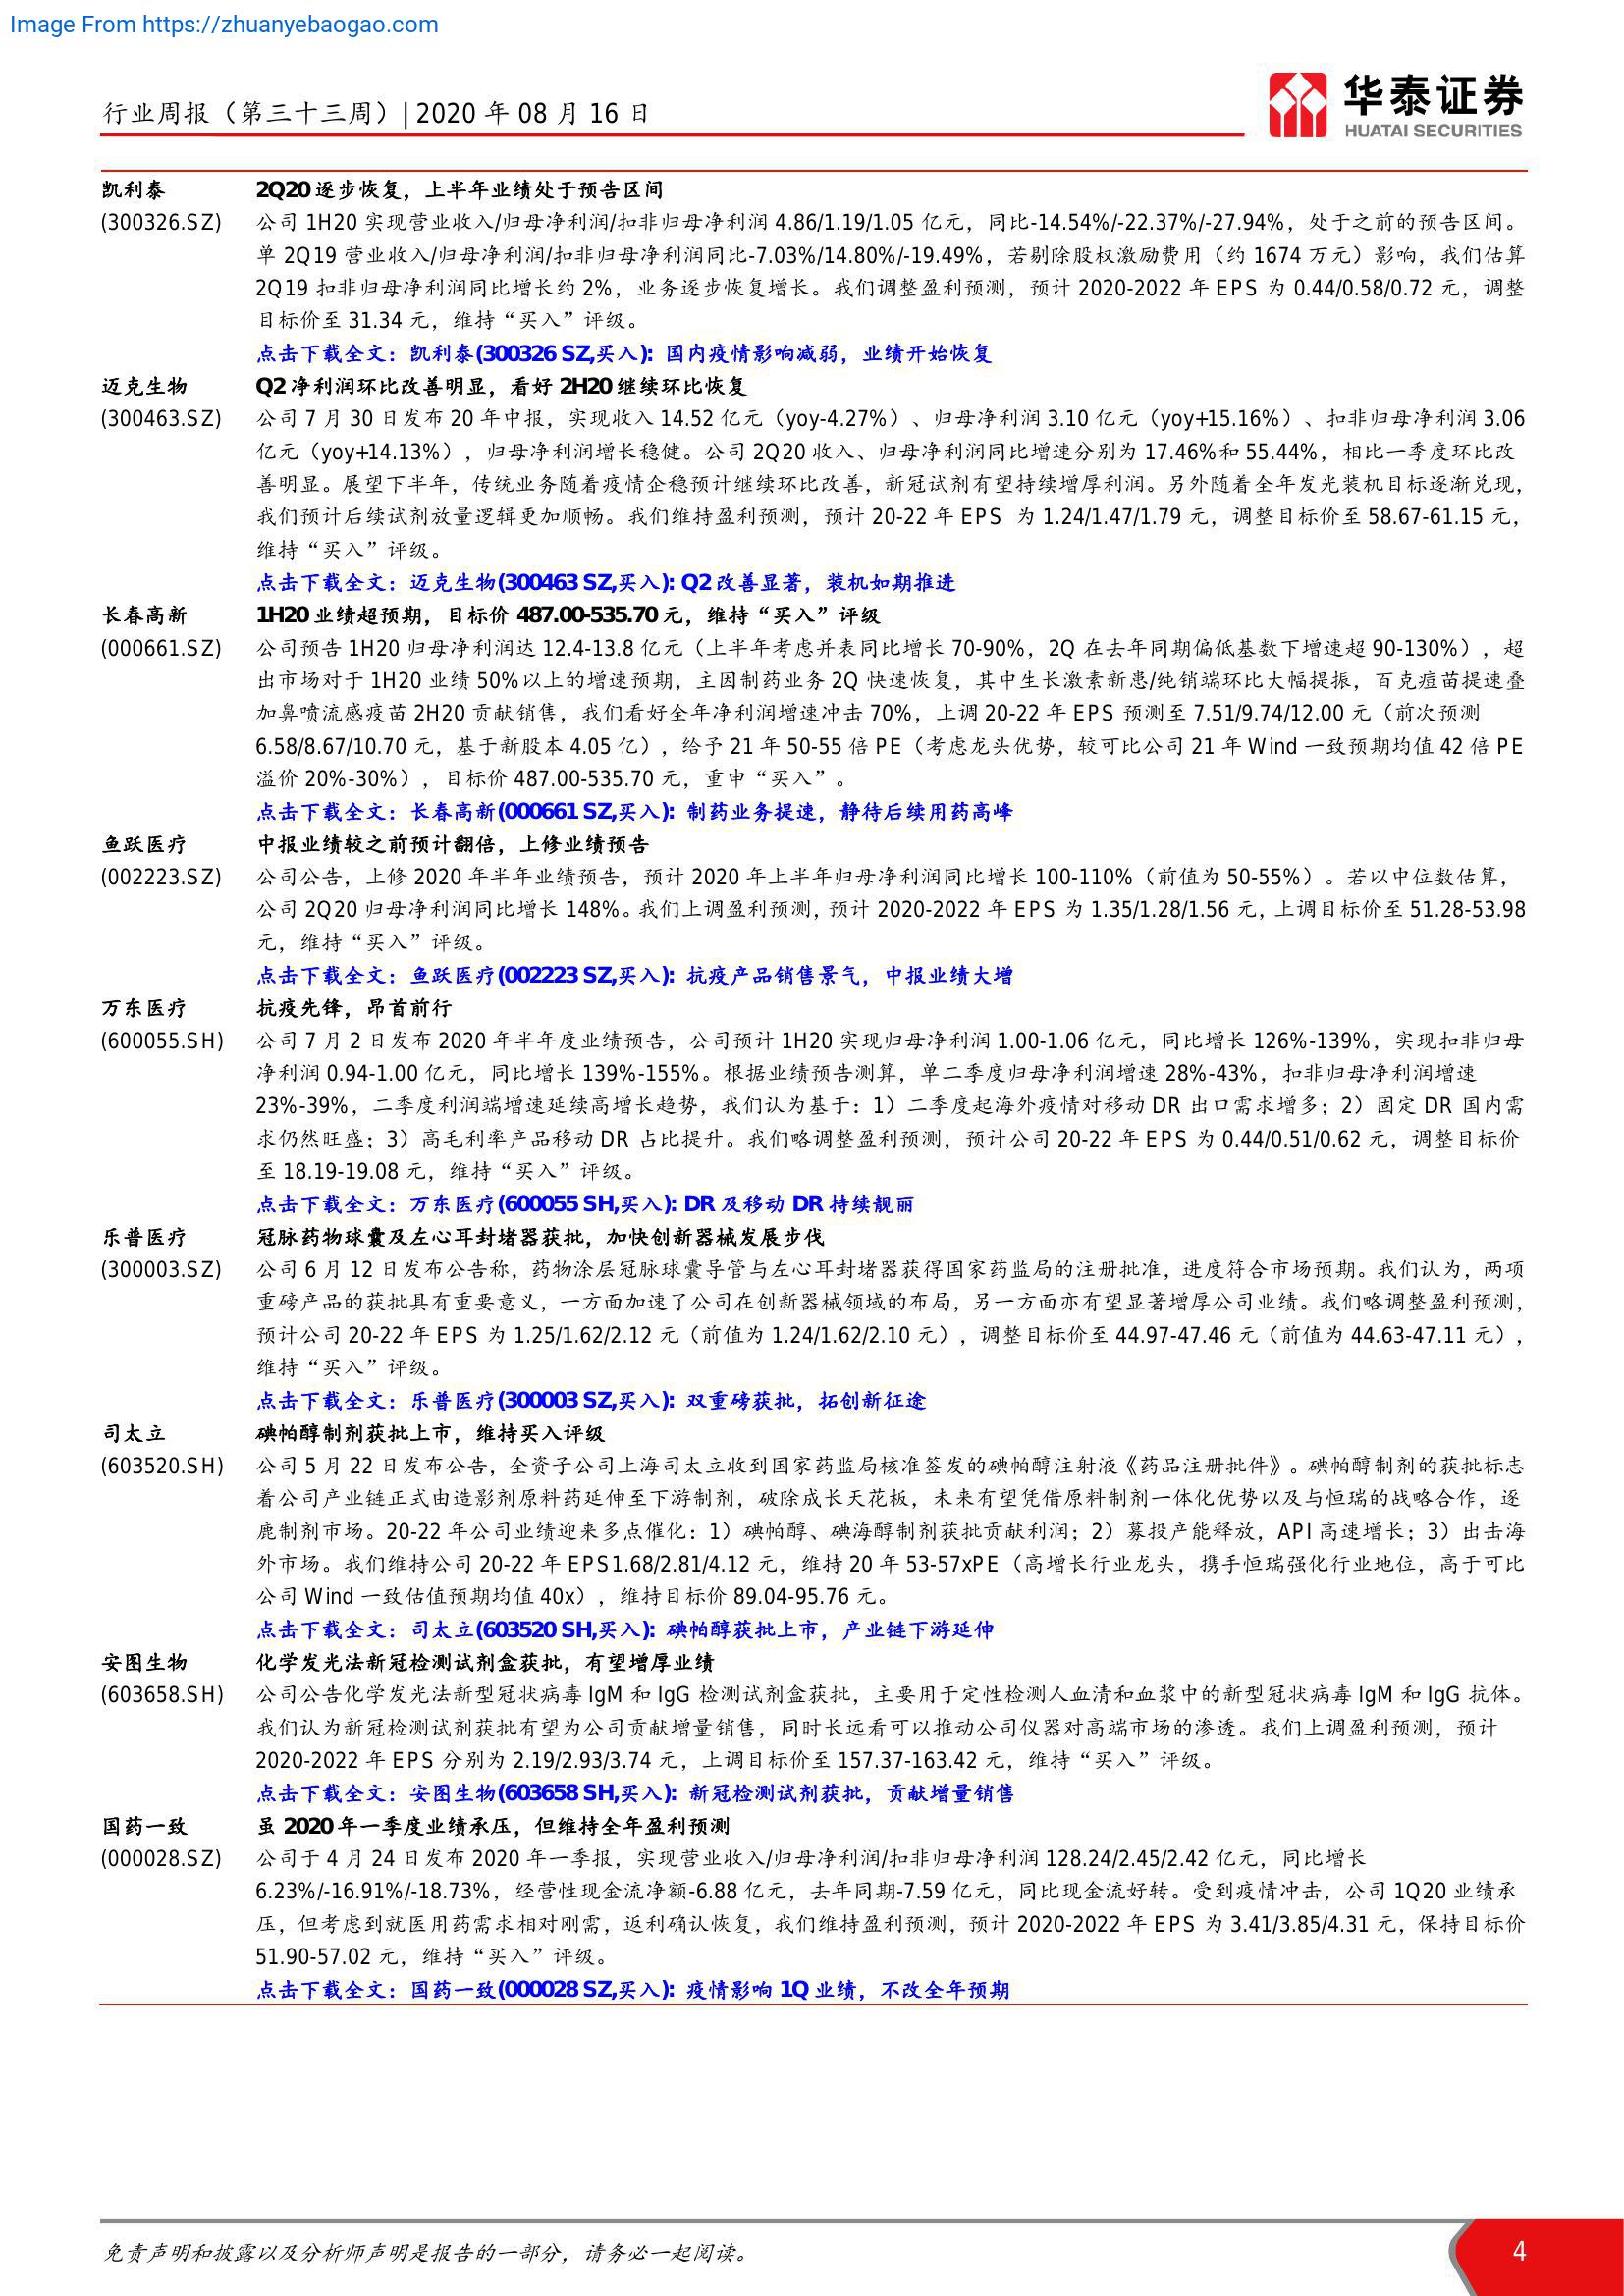 Image From https://zhuanyebaogao.com
行业周报（第三十三周）| 2020 年 08 月 16 日
华泰证券
HUATAI SECURITIES
凯利泰 2Q20 逐步恢复，上半年业绩处于预告区间
(300326.SZ) 公司 1H20 实现营业收入/归母净利润/扣非归母净利润 4.86/1.19/1.05 亿元，同比-14.54%/-22.37%/-27.94%，处于之前的预告区间。
单 2Q19 营业收入/归母净利润/扣非归母净利润同比-7.03%/14.80%/-19.49%，若剔除股权激励费用（约 1674 万元）影响，我们估算
2Q19 扣非归母净利润同比增长约 2%，业务逐步恢复增长。我们调整盈利预测，预计 2020-2022 年 EPS 为 0.44/0.58/0.72 元，调整
目标价至 31.34 元，维持“买入”评级。
点击下载全文：凯利泰(300326 SZ,买入): 国内疫情影响减弱，业绩开始恢复
迈克生物 Q2 净利润环比改善明显，看好 2H20 继续环比恢复
(300463.SZ) 公司 7 月 30 日发布 20 年中报，实现收入 14.52 亿元（yoy-4.27%）、归母净利润 3.10 亿元（yoy+15.16%）、扣非归母净利润 3.06
亿元（yoy+14.13%），归母净利润增长稳健。公司 2Q20 收入、归母净利润同比增速分别为 17.46%和 55.44%，相比一季度环比改
善明显。展望下半年，传统业务随着疫情企稳预计继续环比改善，新冠试剂有望持续增厚利润。另外随着全年发光装机目标逐渐兑现，
我们预计后续试剂放量逻辑更加顺畅。我们维持盈利预测，预计 20-22 年 EPS 为 1.24/1.47/1.79 元，调整目标价至 58.67-61.15 元，
维持“买入”评级。
点击下载全文：迈克生物(300463 SZ,买入): Q2 改善显著，装机如期推进
长春高新 1H20 业绩超预期，目标价 487.00-535.70 元，维持“买入”评级
(000661.SZ) 公司预告 1H20 归母净利润达 12.4-13.8 亿元（上半年考虑并表同比增长 70-90%，2Q 在去年同期偏低基数下增速超 90-130%），超
出市场对于 1H20 业绩 50%以上的增速预期，主因制药业务 2Q 快速恢复，其中生长激素新患/纯销端环比大幅提振，百克痘苗提速叠
加鼻喷流感疫苗 2H20 贡献销售，我们看好全年净利润增速冲击 70%，上调 20-22 年 EPS 预测至 7.51/9.74/12.00 元（前次预测
6.58/8.67/10.70 元，基于新股本 4.05 亿），给予 21 年 50-55 倍 PE（考虑龙头优势，较可比公司 21 年 Wind 一致预期均值 42 倍 PE
溢价 20%-30%），目标价 487.00-535.70 元，重申“买入”。
点击下载全文：长春高新(000661 SZ,买入): 制药业务提速，静待后续用药高峰
鱼跃医疗 中报业绩较之前预计翻倍，上修业绩预告
(002223.SZ) 公司公告，上修 2020 年半年业绩预告，预计 2020 年上半年归母净利润同比增长 100-110%（前值为 50-55%）。若以中位数估算，
公司 2Q20 归母净利润同比增长 148%。我们上调盈利预测，预计 2020-2022 年 EPS 为 1.35/1.28/1.56 元，上调目标价至 51.28-53.98
元，维持“买入”评级。
点击下载全文：鱼跃医疗(002223 SZ,买入): 抗疫产品销售景气，中报业绩大增
万东医疗 抗疫先锋，昂首前行
(600055.SH) 公司 7 月 2 日发布 2020 年半年度业绩预告，公司预计 1H20 实现归母净利润 1.00-1.06 亿元，同比增长 126%-139%，实现扣非归母
净利润 0.94-1.00 亿元，同比增长 139%-155%。根据业绩预告测算，单二季度归母净利润增速 28%-43%，扣非归母净利润增速
23%-39%，二季度利润端增速延续高增长趋势，我们认为基于：1）二季度起海外疫情对移动 DR 出口需求增多；2）固定 DR 国内需
求仍然旺盛；3）高毛利率产品移动 DR 占比提升。我们略调整盈利预测，预计公司 20-22 年 EPS 为 0.44/0.51/0.62 元，调整目标价
至 18.19-19.08 元，维持“买入”评级。
点击下载全文：万东医疗(600055 SH,买入): DR 及移动 DR 持续靓丽
乐普医疗 冠脉药物球囊及左心耳封堵器获批，加快创新器械发展步伐
(300003.SZ) 公司 6 月 12 日发布公告称，药物涂层冠脉球囊导管与左心耳封堵器获得国家药监局的注册批准，进度符合市场预期。我们认为，两项
重磅产品的获批具有重要意义，一方面加速了公司在创新器械领域的布局，另一方面亦有望显著增厚公司业绩。我们略调整盈利预测，
预计公司 20-22 年 EPS 为 1.25/1.62/2.12 元（前值为 1.24/1.62/2.10 元），调整目标价至 44.97-47.46 元（前值为 44.63-47.11 元），
维持“买入”评级。
点击下载全文：乐普医疗(300003 SZ,买入): 双重磅获批，拓创新征途
司太立 碘帕醇制剂获批上市，维持买入评级
(603520.SH) 公司 5 月 22 日发布公告，全资子公司上海司太立收到国家药监局核准签发的碘帕醇注射液《药品注册批件》。碘帕醇制剂的获批标志
着公司产业链正式由造影剂原料药延伸至下游制剂，破除成长天花板，未来有望凭借原料制剂一体化优势以及与恒瑞的战略合作，逐
鹿制剂市场。20-22 年公司业绩迎来多点催化：1）碘帕醇、碘海醇制剂获批贡献利润；2）募投产能释放，API 高速增长；3）出击海
外市场。我们维持公司 20-22 年 EPS1.68/2.81/4.12 元，维持 20 年 53-57xPE（高增长行业龙头，携手恒瑞强化行业地位，高于可比
公司 Wind 一致估值预期均值 40x），维持目标价 89.04-95.76 元。
点击下载全文：司太立(603520 SH,买入): 碘帕醇获批上市，产业链下游延伸
安图生物 化学发光法新冠检测试剂盒获批，有望增厚业绩
(603658.SH) 公司公告化学发光法新型冠状病毒 IgM 和 IgG 检测试剂盒获批，主要用于定性检测人血清和血浆中的新型冠状病毒 IgM 和 IgG 抗体。
我们认为新冠检测试剂获批有望为公司贡献增量销售，同时长远看可以推动公司仪器对高端市场的渗透。我们上调盈利预测，预计
2020-2022 年 EPS 分别为 2.19/2.93/3.74 元，上调目标价至 157.37-163.42 元，维持“买入”评级。
点击下载全文：安图生物(603658 SH,买入): 新冠检测试剂获批，贡献增量销售
国药一致 虽 2020 年一季度业绩承压，但维持全年盈利预测
(000028.SZ) 公司于 4 月 24 日发布 2020 年一季报，实现营业收入/归母净利润/扣非归母净利润 128.24/2.45/2.42 亿元，同比增长
6.23%/-16.91%/-18.73%，经营性现金流净额-6.88 亿元，去年同期-7.59 亿元，同比现金流好转。受到疫情冲击，公司 1Q20 业绩承
压，但考虑到就医用药需求相对刚需，返利确认恢复，我们维持盈利预测，预计 2020-2022 年 EPS 为 3.41/3.85/4.31 元，保持目标价
51.90-57.02 元，维持“买入”评级。
点击下载全文：国药一致(000028 SZ,买入): 疫情影响 1Q 业绩，不改全年预期
免责声明和披露以及分析师声明是报告的一部分，请务必一起阅读。
4